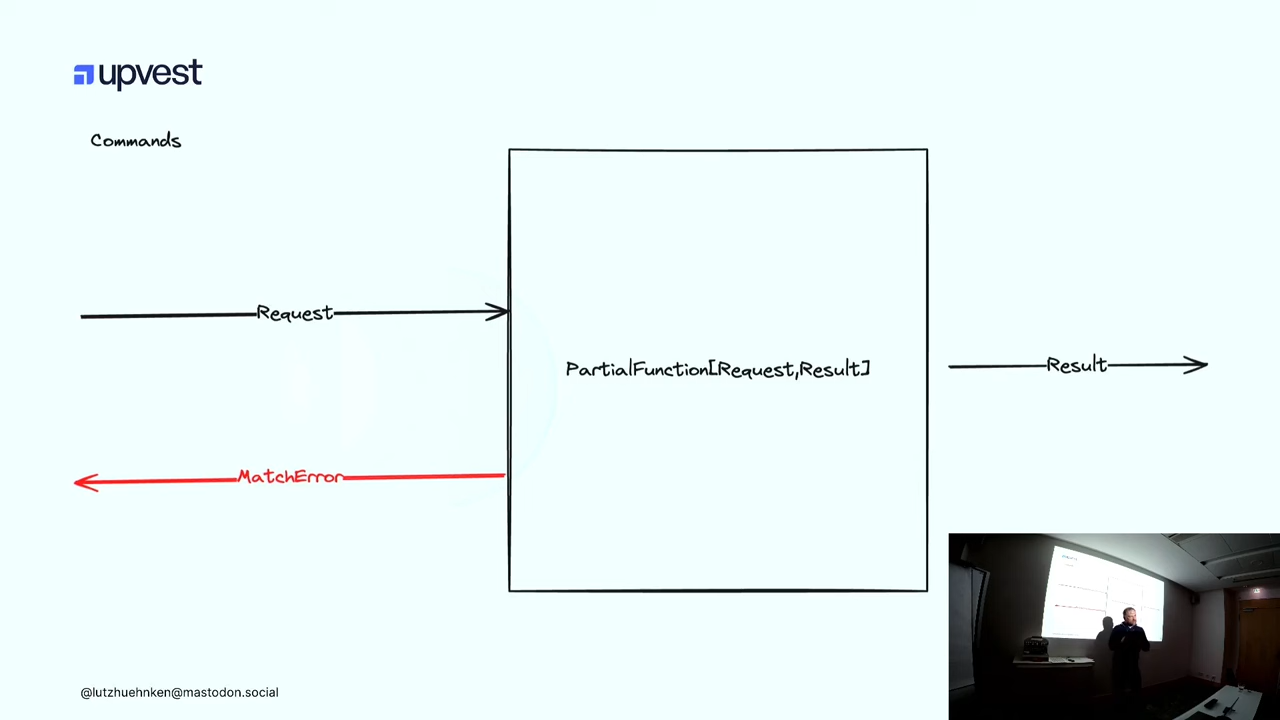 upvest
Commands
Request
PartialFunction[Request,Result]
Result
MatchError
@lutzhuehnken@mastodon.social